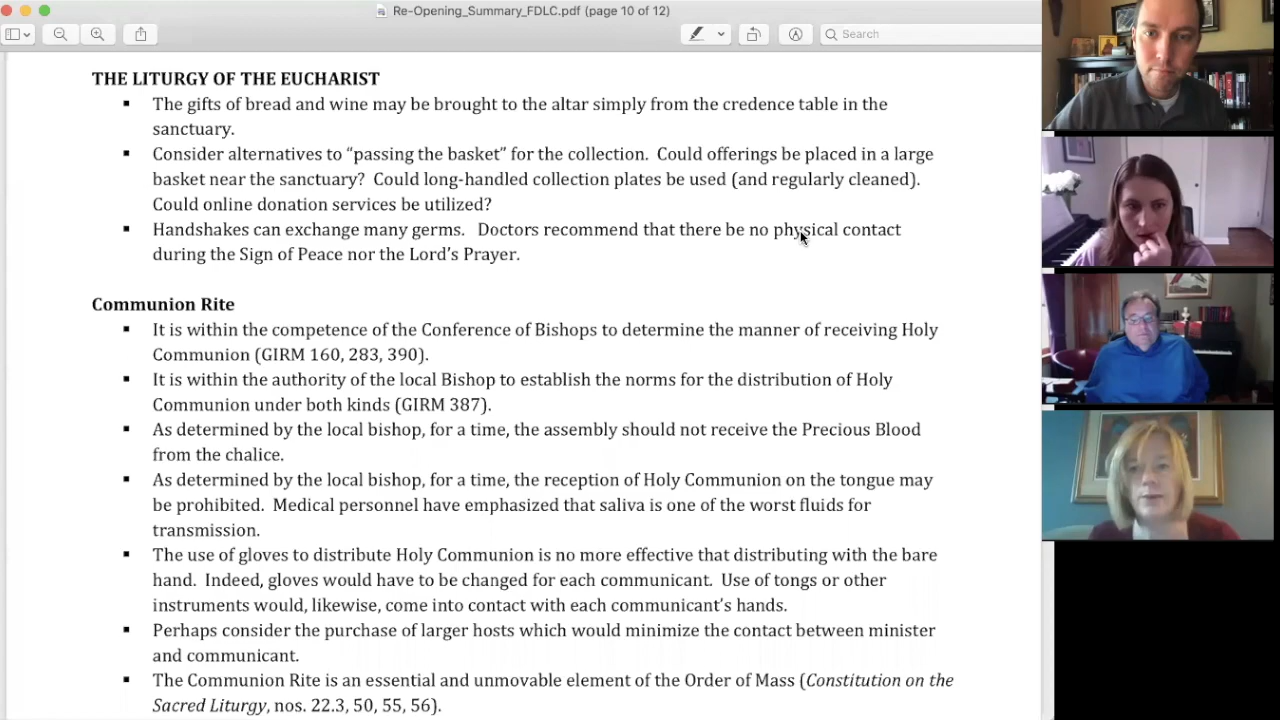 Re-Opening_Summary_FDLC.pdf (page 10 of 12)
Search
THE LITURGY OF THE EUCHARIST
▪ The gifts of bread and wine may be brought to the altar simply from the credence table in the
sanctuary.
▪ Consider alternatives to “passing the basket” for the collection.  Could offerings be placed in a large
basket near the sanctuary?  Could long-handled collection plates be used (and regularly cleaned).
Could online donation services be utilized?
▪ Handshakes can exchange many germs.   Doctors recommend that there be no physical contact
during the Sign of Peace nor the Lord’s Prayer.
Communion Rite
▪ It is within the competence of the Conference of Bishops to determine the manner of receiving Holy
Communion (GIRM 160, 283, 390).
▪ It is within the authority of the local Bishop to establish the norms for the distribution of Holy
Communion under both kinds (GIRM 387).
▪ As determined by the local bishop, for a time, the assembly should not receive the Precious Blood
from the chalice.
▪ As determined by the local bishop, for a time, the reception of Holy Communion on the tongue may
be prohibited.  Medical personnel have emphasized that saliva is one of the worst fluids for
transmission.
▪ The use of gloves to distribute Holy Communion is no more effective that distributing with the bare
hand.  Indeed, gloves would have to be changed for each communicant.  Use of tongs or other
instruments would, likewise, come into contact with each communicant’s hands.
▪ Perhaps consider the purchase of larger hosts which would minimize the contact between minister
and communicant.
▪ The Communion Rite is an essential and unmovable element of the Order of Mass (Constitution on the
Sacred Liturgy, nos. 22.3, 50, 55, 56).